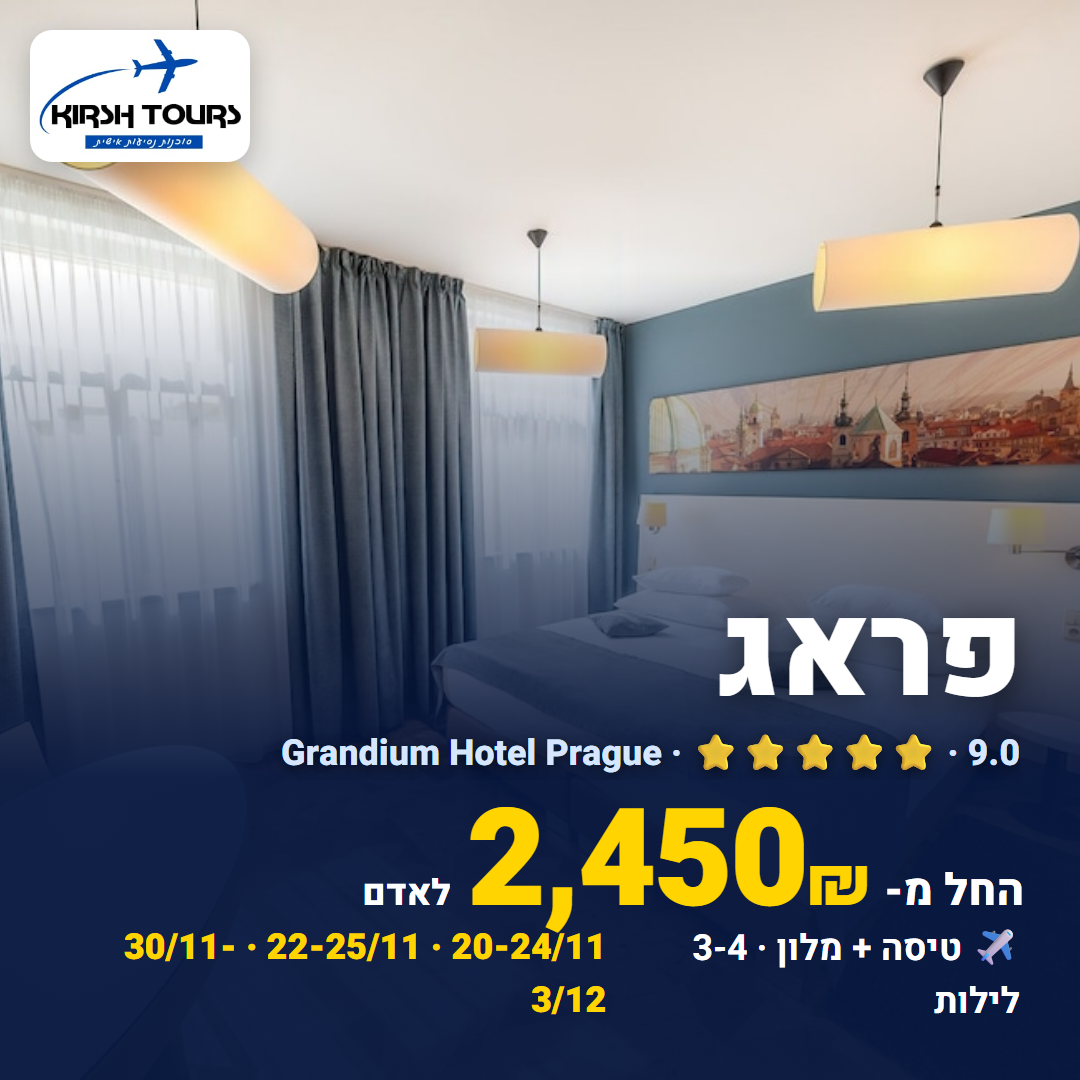 KIRSH TOURS
סוכנות נסיעות אישית
פראג
9.0 · ⭐⭐⭐⭐⭐ · Grandium Hotel Prague
החל מ- ₪2,450 לאדם
✈️ טיסה + מלון · 3-4
לילות
20-24/11 · 22-25/11 · 30/11-
3/12